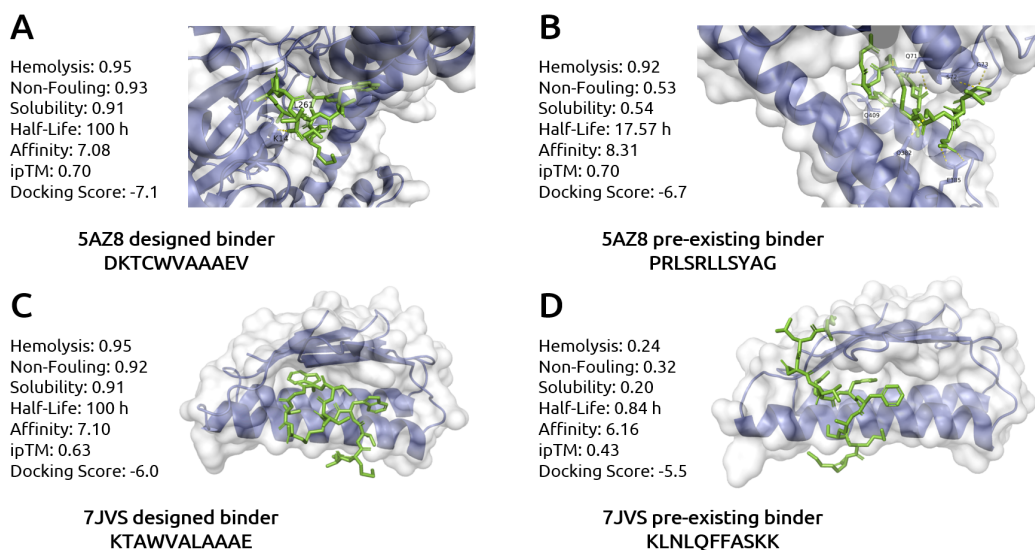 A
Hemolysis: 0.95
Non-Fouling: 0.93
Solubility: 0.91
Half-Life: 100 h
Affinity: 7.08
ipTM: 0.70
Docking Score: -7.1
L261
K14
5AZ8 designed binder
DKTCWVAAAEV
B
Hemolysis: 0.92
Non-Fouling: 0.53
Solubility: 0.54
Half-Life: 17.57 h
Affinity: 8.31
ipTM: 0.70
Docking Score: -6.7
Q409
5AZ8 pre-existing binder
PRLSRLLSYAG
C
Hemolysis: 0.95
Non-Fouling: 0.92
Solubility: 0.91
Half-Life: 100 h
Affinity: 7.10
ipTM: 0.63
Docking Score: -6.0
7JVS designed binder
KTAWVALAAAE
D
Hemolysis: 0.24
Non-Fouling: 0.32
Solubility: 0.20
Half-Life: 0.84 h
Affinity: 6.16
ipTM: 0.43
Docking Score: -5.5
7JVS pre-existing binder
KLNLQFFASKK